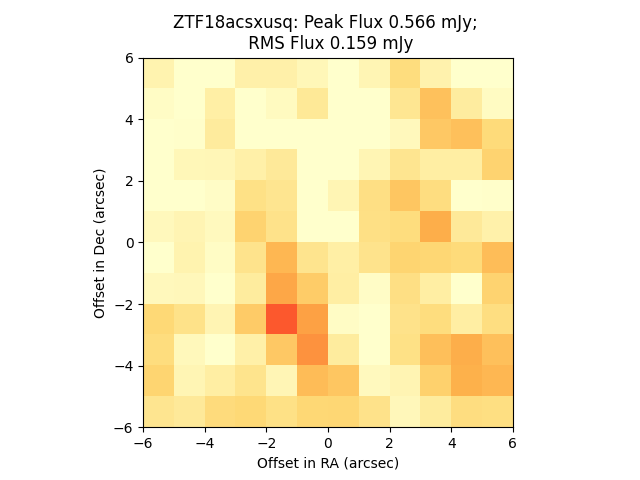 ZTF18acsxusq: Peak Flux 0.566 mJy;
RMS Flux 0.159 mJy
6
4
2
0
−2
−4
−6
Offset in Dec (arcsec)
−6 −4 −2 0 2 4 6
Offset in RA (arcsec)